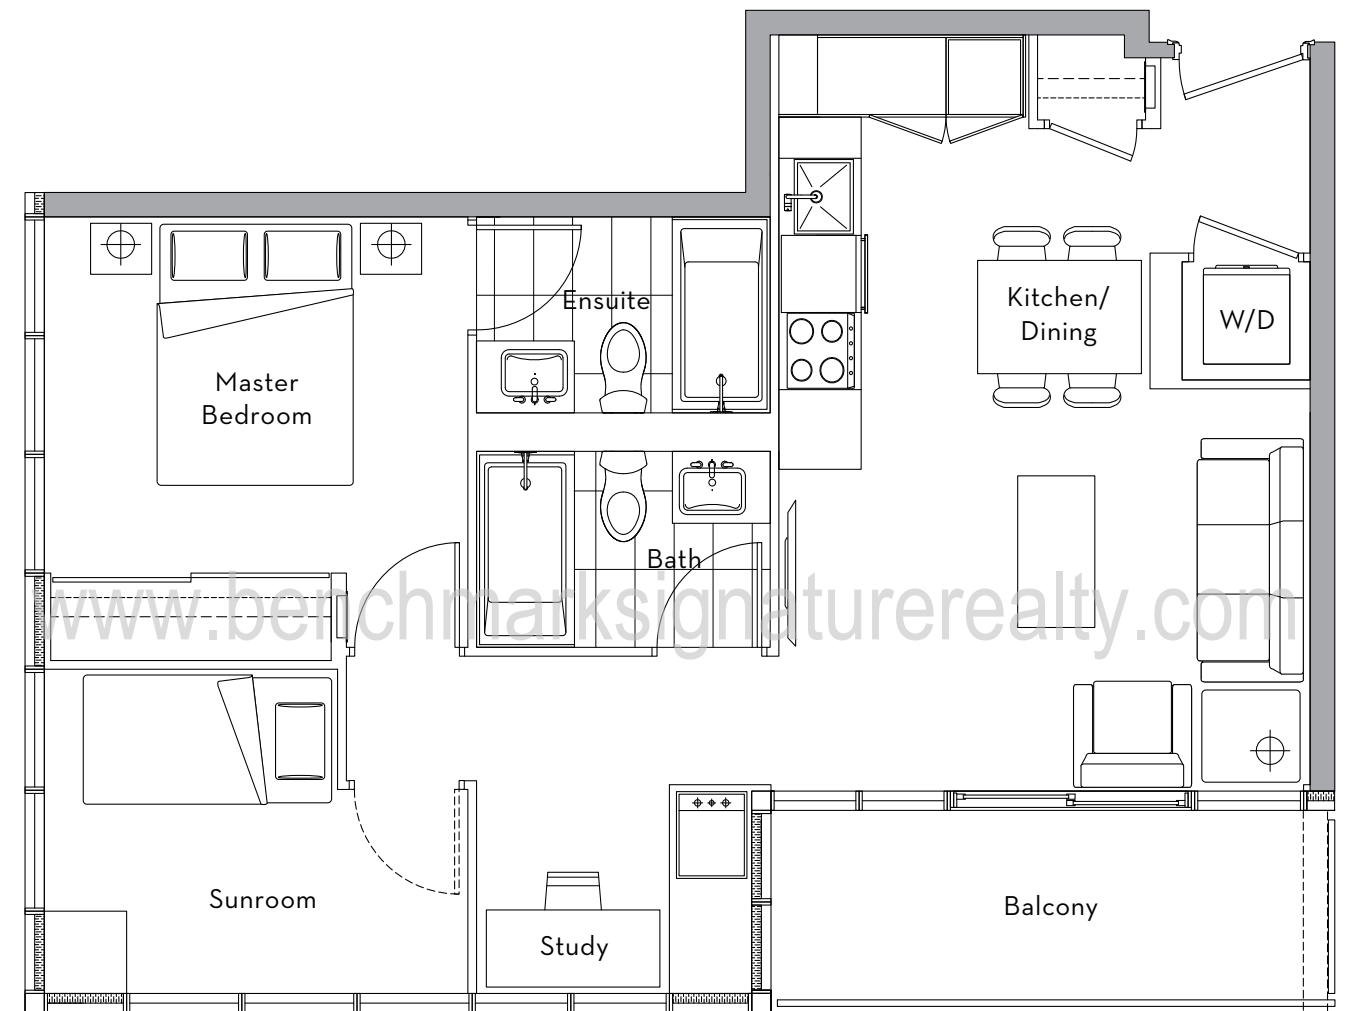 Ensuite
Kitchen/
Dining
W/D
Master
Bedroom
Bath
www.benchmarksignaturerealty.com
Sunroom
Study
Balcony